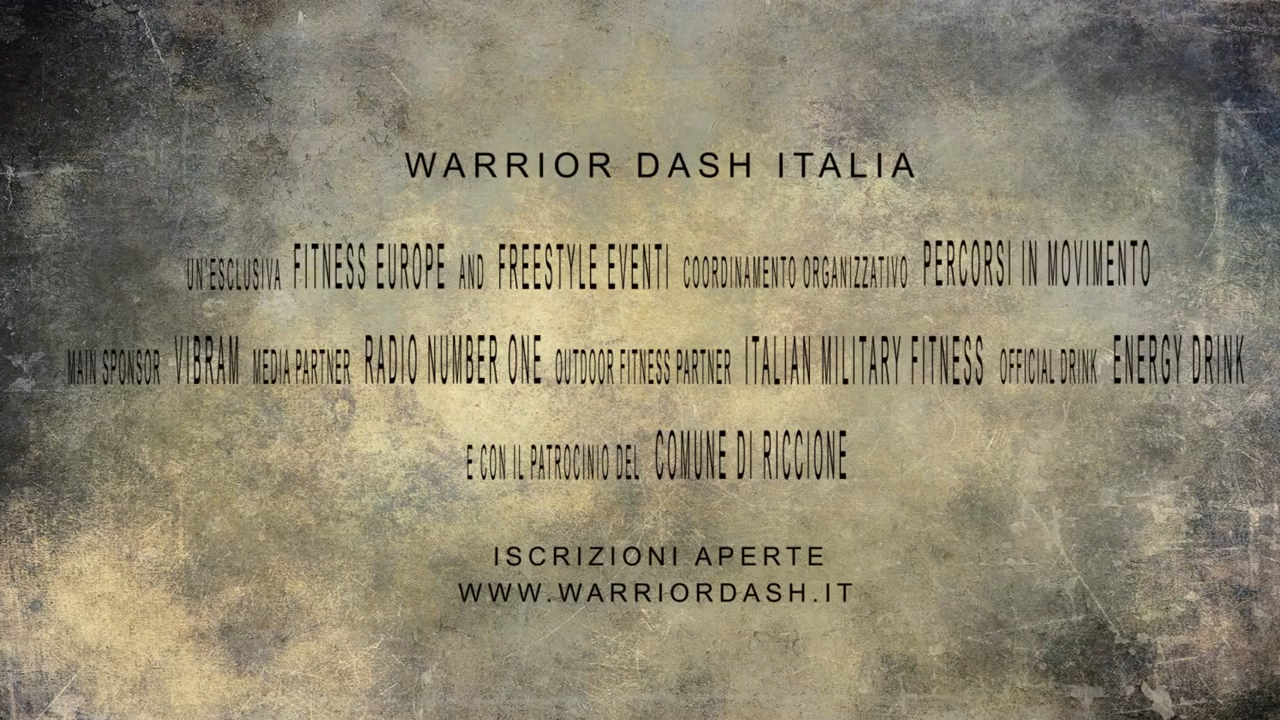 WARRIOR DASH ITALIA
UN'ESCLUSIVA FITNESS EUROPE AND FREESTYLE EVENTI COORDINAMENTO ORGANIZZATIVO PERCORSI IN MOVIMENTO
MAIN SPONSOR VIBRAM MEDIA PARTNER RADIO NUMBER ONE OUTDOOR FITNESS PARTNER ITALIAN MILITARY FITNESS OFFICIAL DRINK ENERGY DRINK
E CON IL PATROCINIO DEL COMUNE DI RICCIONE
ISCRIZIONI APERTE
WWW.WARRIORDASH.IT